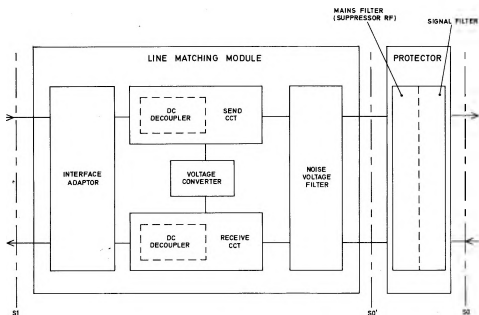 MAINS FILTER
(SUPPRESSOR RF)
SIGNAL FILTER
LINE MATCHING MODULE
PROTECTOR
DC
DECOUPLER
SEND
CCT
INTERFACE
ADAPTOR
VOLTAGE
CONVERTER
NOISE
VOLTAGE
FILTER
DC
DECOUPLER
RECEIVE
CCT
S1
S0'
S0